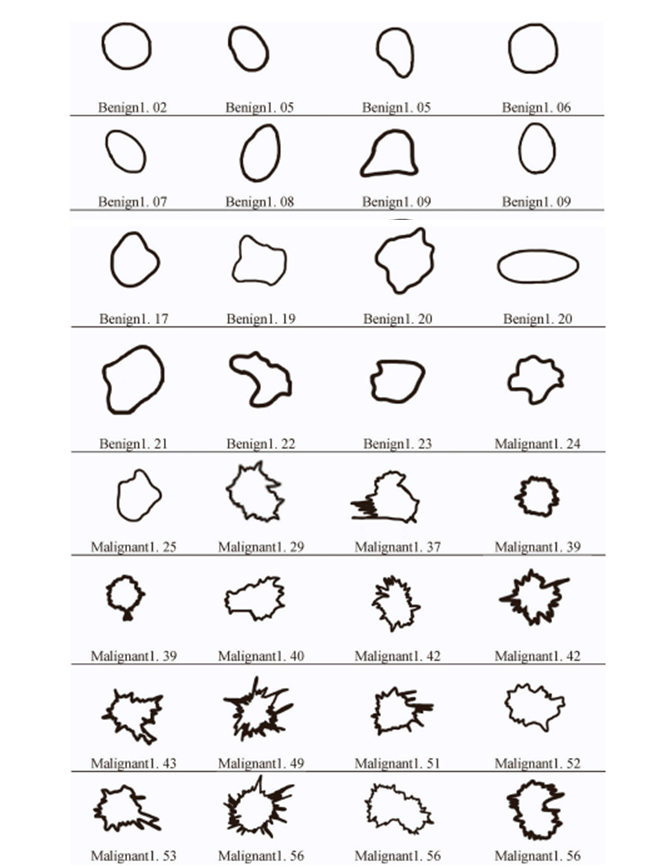 Benign1. 02 Benign1. 05 Benign1. 05 Benign1. 06
Benign1. 07 Benign1. 08 Benign1. 09 Benign1. 09
Benign1. 17 Benign1. 19 Benign1. 20 Benign1. 20
Benign1. 21 Benign1. 22 Benign1. 23 Malignant1. 24
Malignant1. 25 Malignant1. 29 Malignant1. 37 Malignant1. 39
Malignant1. 39 Malignant1. 40 Malignant1. 42 Malignant1. 42
Malignant1. 43 Malignant1. 49 Malignant1. 51 Malignant1. 52
Malignant1. 53 Malignant1. 56 Malignant1. 56 Malignant1. 56